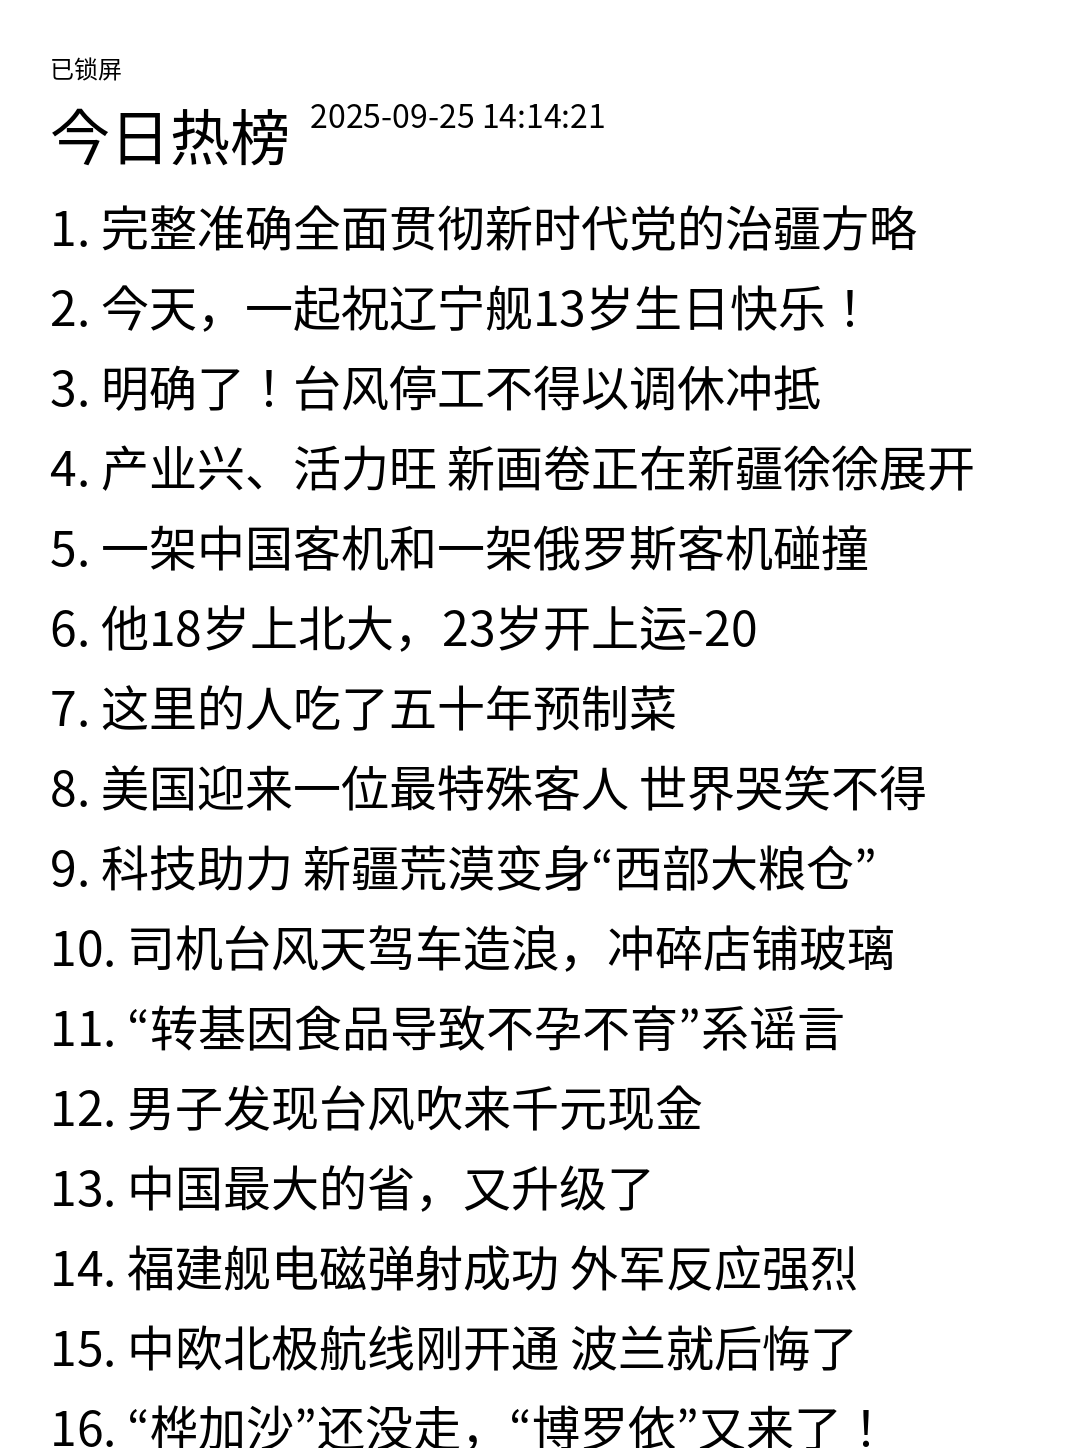 已锁屏
今日热榜 2025-09-25 14:14:21
1. 完整准确全面贯彻新时代党的治疆方略
2. 今天，一起祝辽宁舰13岁生日快乐！
3. 明确了！台风停工不得以调休冲抵
4. 产业兴、活力旺 新画卷正在新疆徐徐展开
5. 一架中国客机和一架俄罗斯客机碰撞
6. 他18岁上北大，23岁开上运-20
7. 这里的人吃了五十年预制菜
8. 美国迎来一位最特殊客人 世界哭笑不得
9. 科技助力 新疆荒漠变身“西部大粮仓”
10. 司机台风天驾车造浪，冲碎店铺玻璃
11. “转基因食品导致不孕不育”系谣言
12. 男子发现台风吹来千元现金
13. 中国最大的省，又升级了
14. 福建舰电磁弹射成功 外军反应强烈
15. 中欧北极航线刚开通 波兰就后悔了
16. “桦加沙”还没走，“博罗依”又来了！